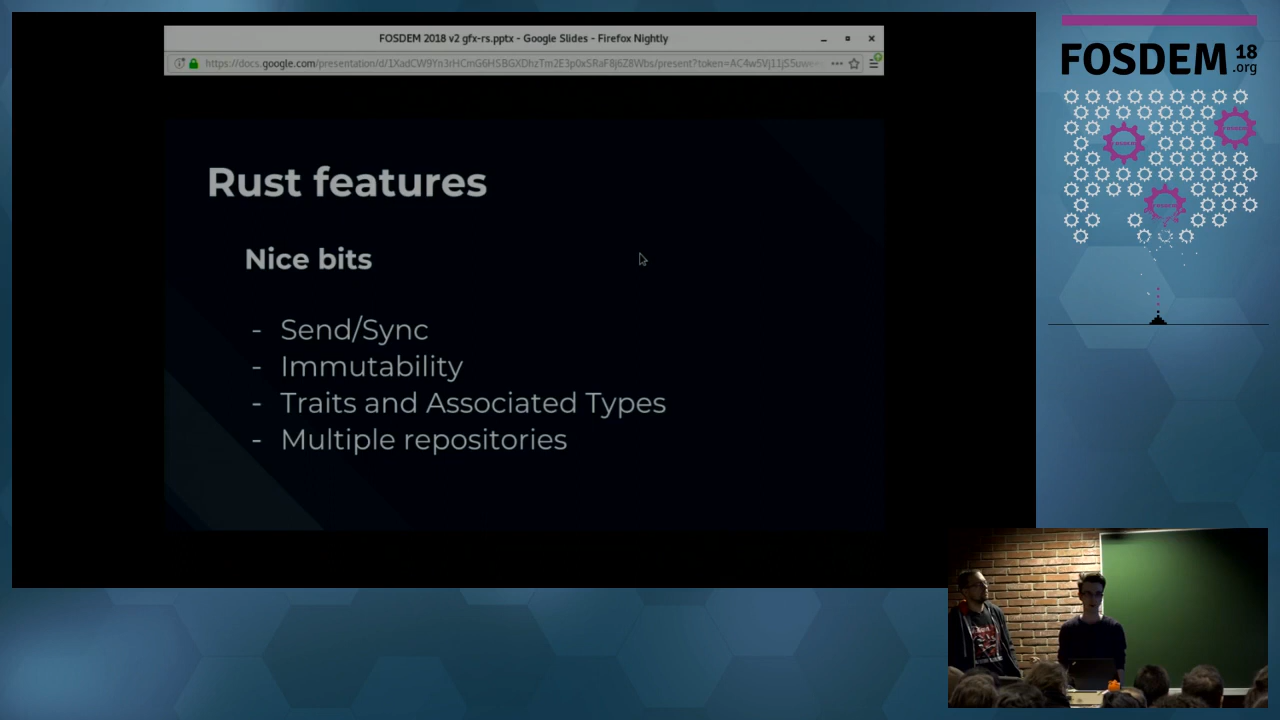 FOSDEM 2018 v2 gfx-rs.pptx - Google Slides - Firefox Nightly
Rust features
Nice bits
- Send/Sync
- Immutability
- Traits and Associated Types
- Multiple repositories
FOSDEM 18
.org